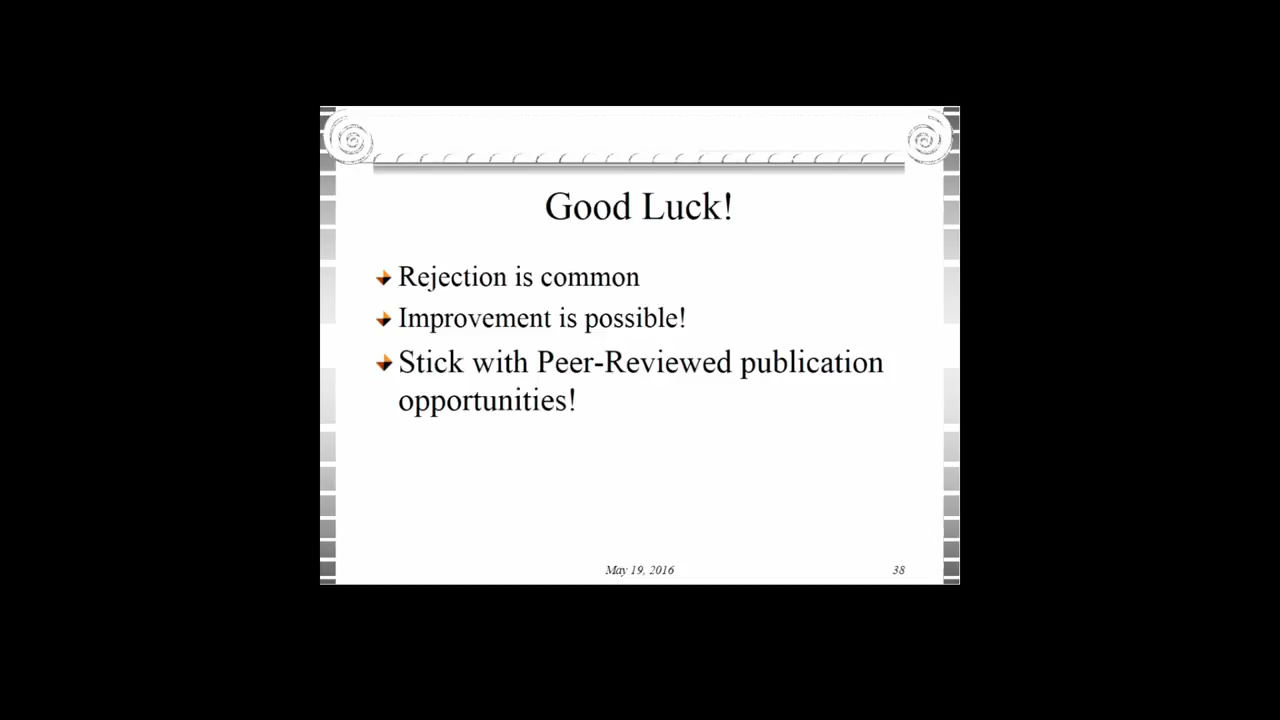 Good Luck!
Rejection is common
Improvement is possible!
Stick with Peer-Reviewed publication
opportunities!
May 19, 2016
38